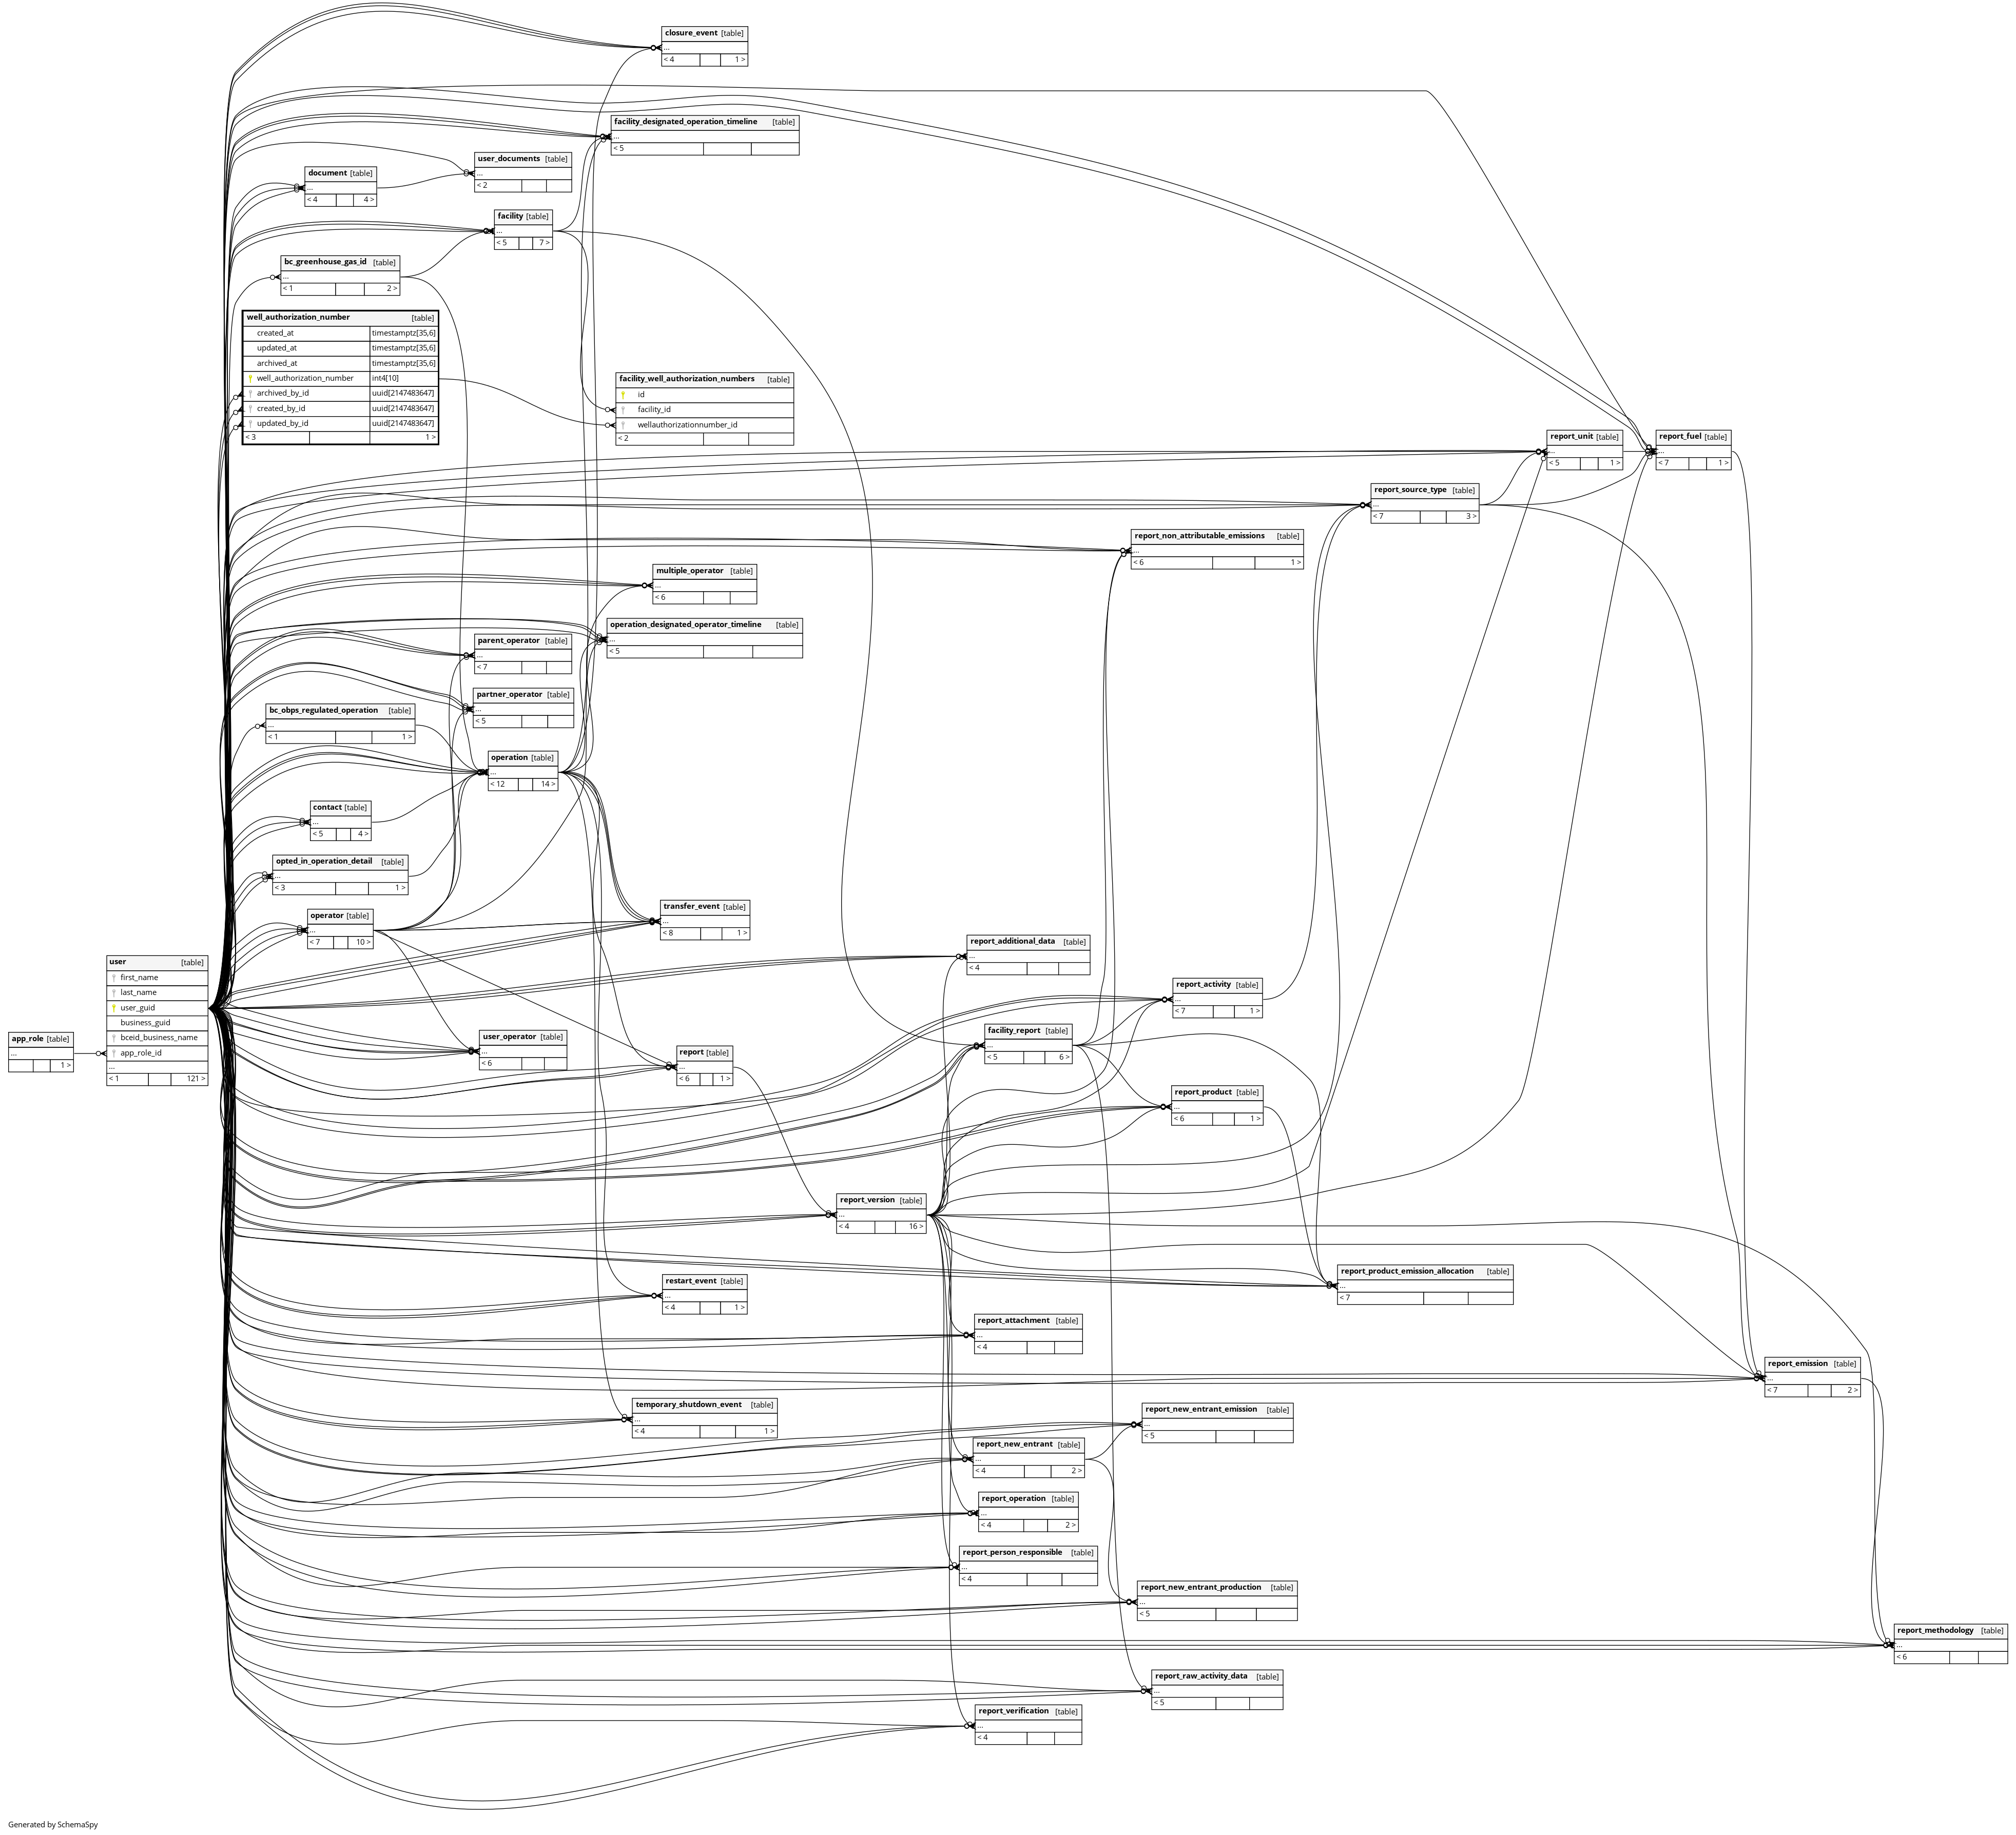 closure_event [table]
...
< 4 1 >
facility_designated_operation_timeline [table]
...
< 5
user_documents [table]
...
< 2
document [table]
...
< 4 4 >
facility [table]
...
< 5 7 >
bc_greenhouse_gas_id [table]
...
< 1 2 >
well_authorization_number [table]
created_at timestamptz[35,6]
updated_at timestamptz[35,6]
archived_at timestamptz[35,6]
well_authorization_number int4[10]
archived_by_id uuid[2147483647]
created_by_id uuid[2147483647]
updated_by_id uuid[2147483647]
< 3 1 >
facility_well_authorization_numbers [table]
id
facility_id
wellauthorizationnumber_id
< 2
report_unit [table]
...
< 5 1 >
report_fuel [table]
...
< 7 1 >
report_source_type [table]
...
< 7 3 >
report_non_attributable_emissions [table]
...
< 6 1 >
multiple_operator [table]
...
< 6
operation_designated_operator_timeline [table]
...
< 5
parent_operator [table]
...
< 7
partner_operator [table]
...
< 5
bc_obps_regulated_operation [table]
...
< 1 1 >
operation [table]
...
< 12 14 >
contact [table]
...
< 5 4 >
opted_in_operation_detail [table]
...
< 3 1 >
operator [table]
...
< 7 10 >
transfer_event [table]
...
< 8 1 >
report_additional_data [table]
...
< 4
user [table]
first_name
last_name
user_guid
business_guid
bceid_business_name
app_role_id
...
< 1 121 >
app_role [table]
...
1 >
report_activity [table]
...
< 7 1 >
facility_report [table]
...
< 5 6 >
user_operator [table]
...
< 6
report [table]
...
< 6 1 >
report_product [table]
...
< 6 1 >
report_version [table]
...
< 4 16 >
report_product_emission_allocation [table]
...
< 7
restart_event [table]
...
< 4 1 >
report_attachment [table]
...
< 4
report_emission [table]
...
< 7 2 >
temporary_shutdown_event [table]
...
< 4 1 >
report_new_entrant_emission [table]
...
< 5
report_new_entrant [table]
...
< 4 2 >
report_operation [table]
...
< 4 2 >
report_person_responsible [table]
...
< 4
report_new_entrant_production [table]
...
< 5
report_methodology [table]
...
< 6
report_raw_activity_data [table]
...
< 5
report_verification [table]
...
< 4
Generated by SchemaSpy